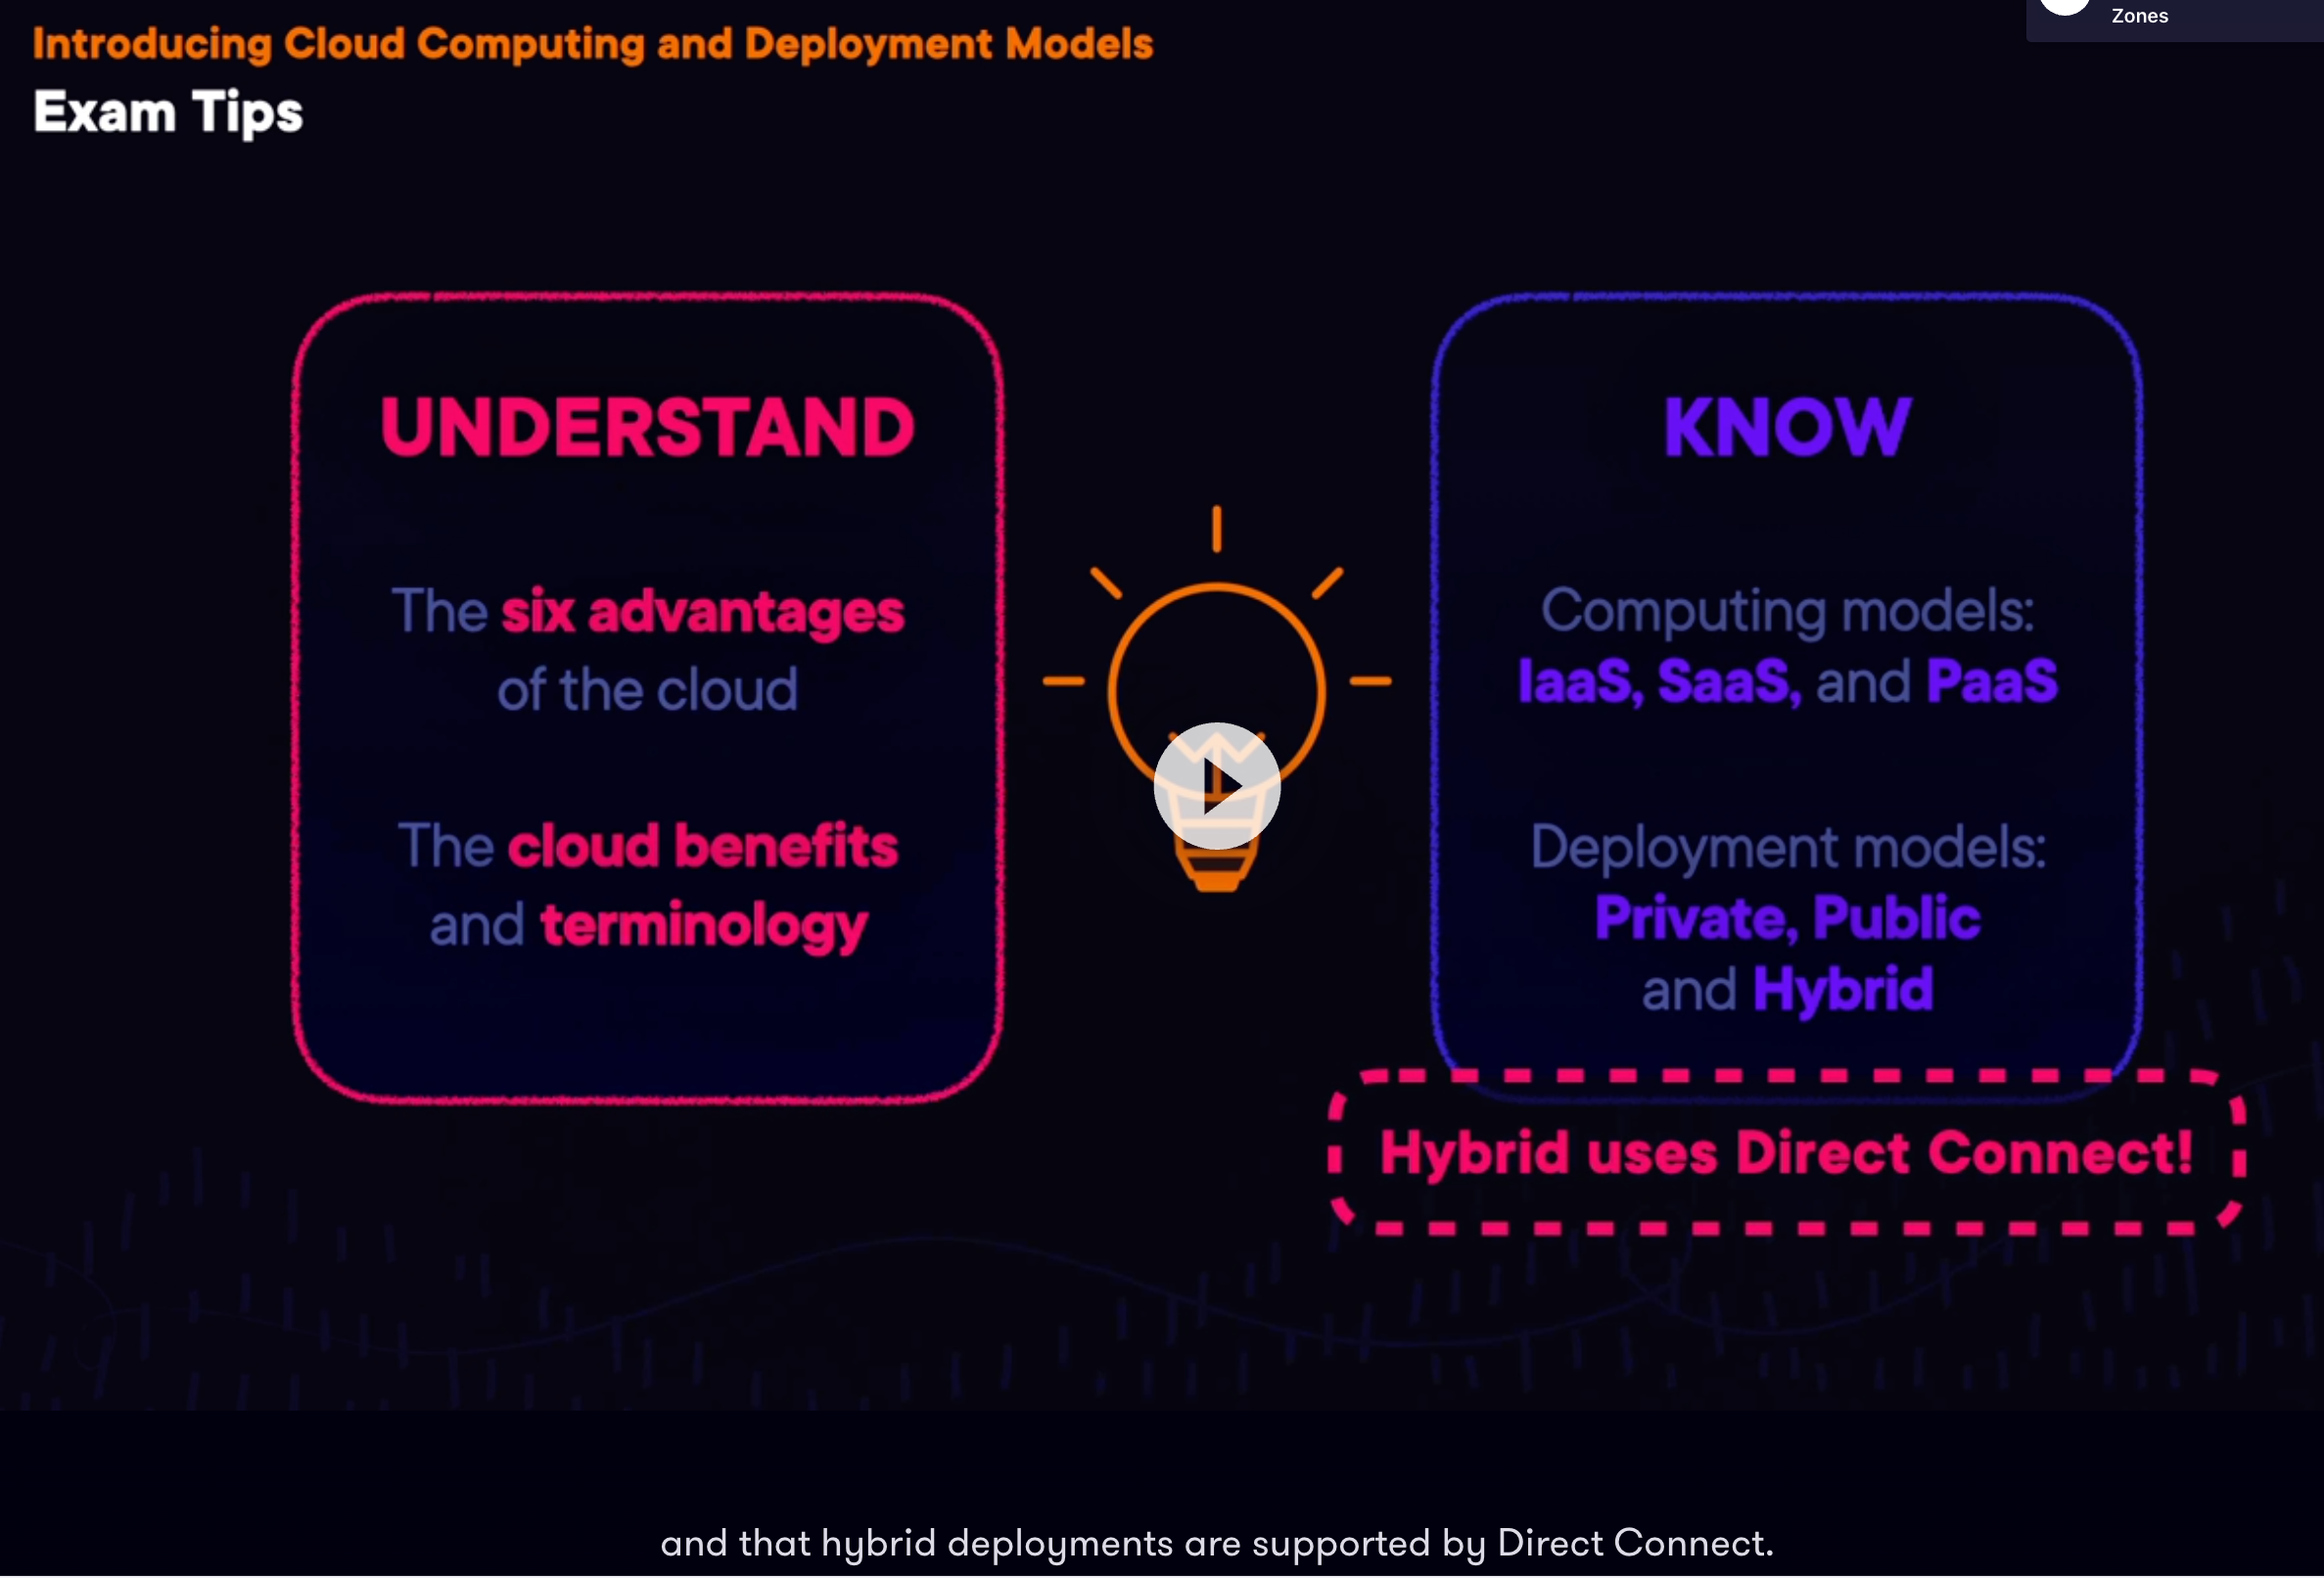 Zones
Introducing Cloud Computing and Deployment Models
Exam Tips
UNDERSTAND
The six advantages
of the cloud
The cloud benefits
and terminology
KNOW
Computing models:
IaaS, SaaS, and PaaS
Deployment models:
Private, Public
and Hybrid
Hybrid uses Direct Connect!
and that hybrid deployments are supported by Direct Connect.